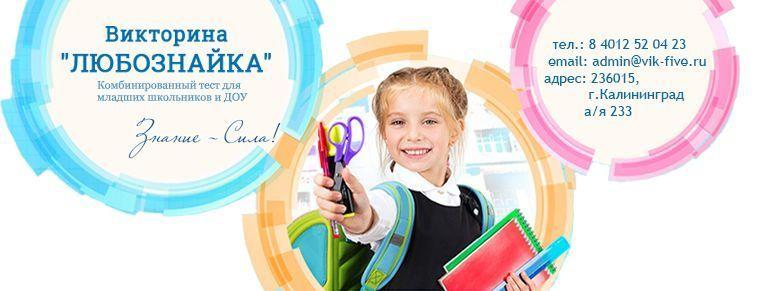 Викторина
"ЛЮБОЗНАЙКА"
Комбинированный тест для
младших школьников и ДОУ
Знание ~ Сила!
тел.: 8 4012 52 04 23
email: admin@vik-five.ru
адрес: 236015,
г.Калининград
а/я 233